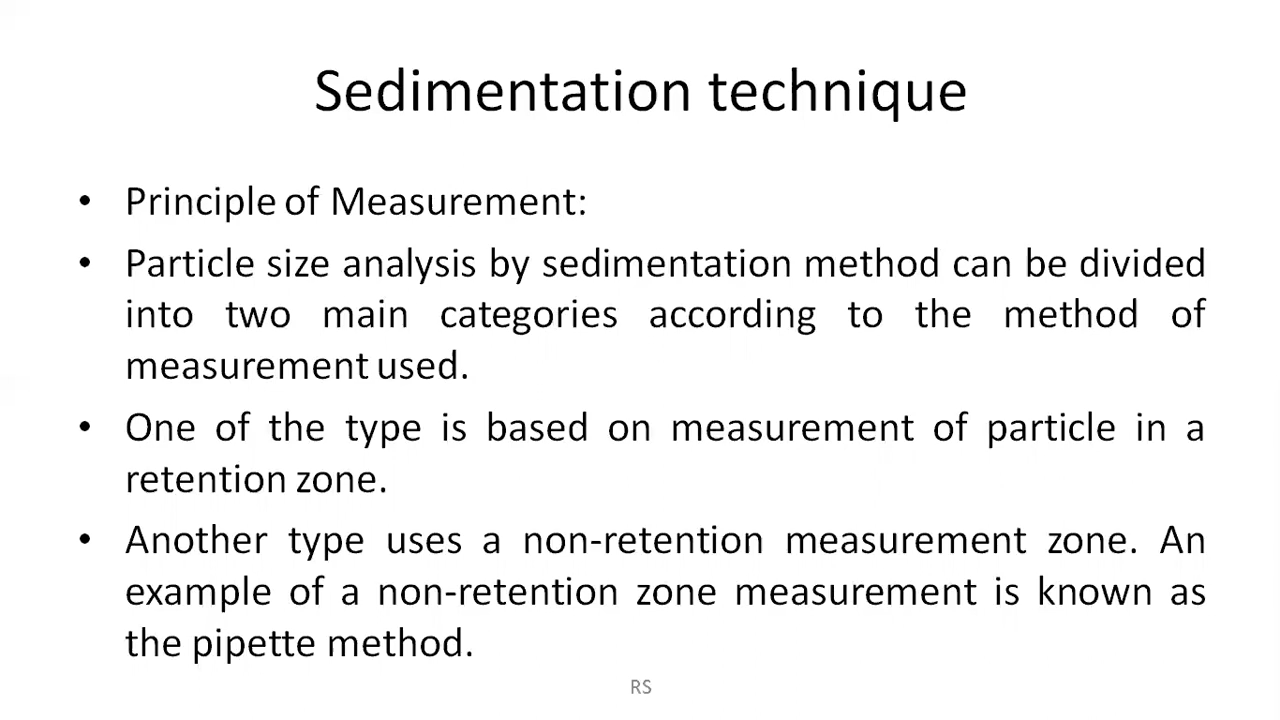 Sedimentation technique
• Principle of Measurement:
• Particle size analysis by sedimentation method can be divided
into two main categories according to the method of
measurement used.
• One of the type is based on measurement of particle in a
retention zone.
• Another type uses a non-retention measurement zone. An
example of a non-retention zone measurement is known as
the pipette method.
RS